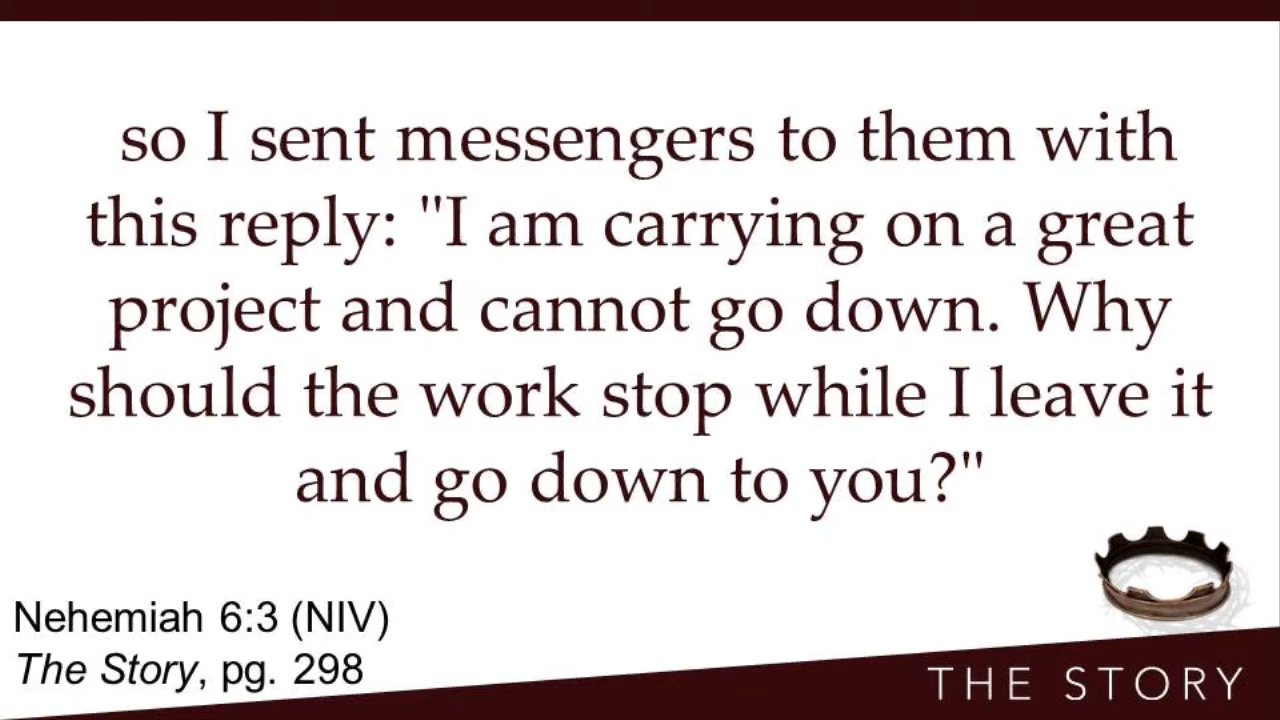 so I sent messengers to them with
this reply: "I am carrying on a great
project and cannot go down. Why
should the work stop while I leave it
and go down to you?"
Nehemiah 6:3 (NIV)
The Story, pg. 298
THE STORY